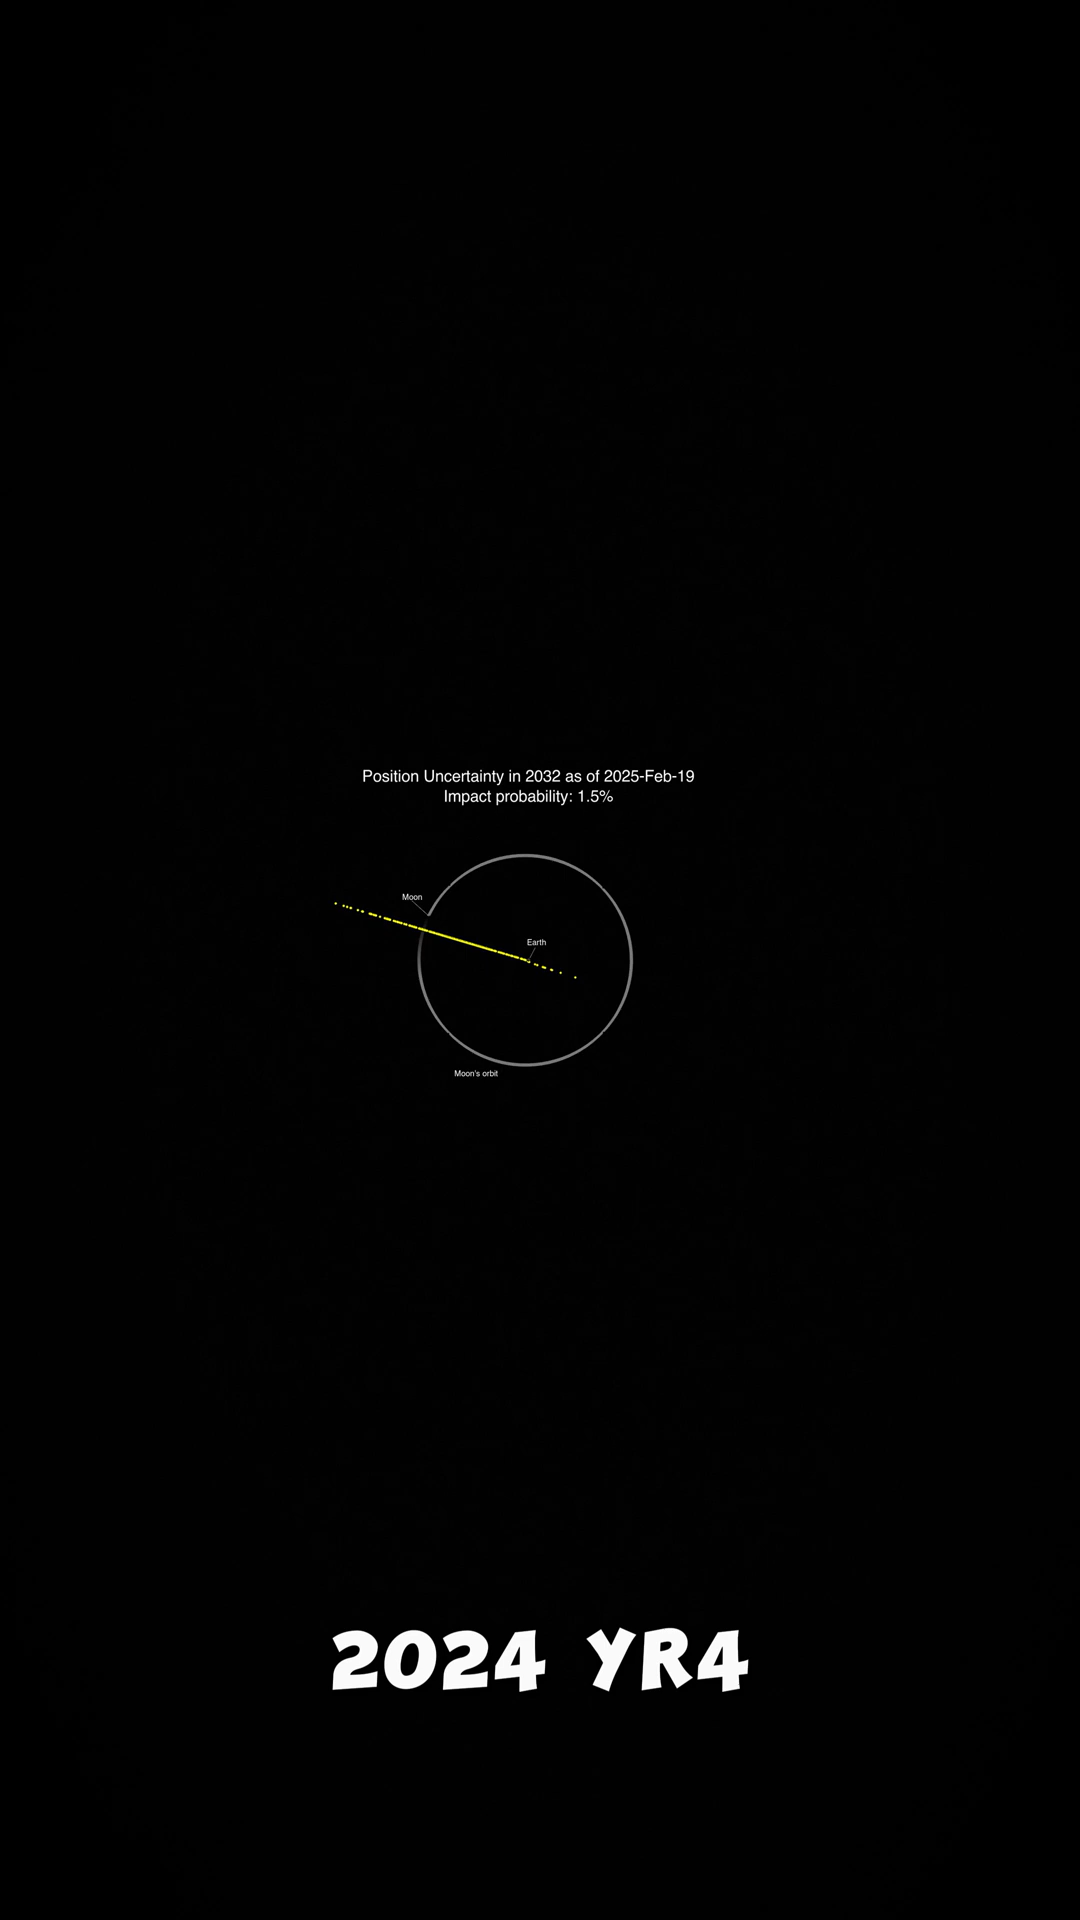 Position Uncertainty in 2032 as of 2025-Feb-19
Impact probability: 1.5%
Moon
Earth
Moon's orbit
2024 YR4